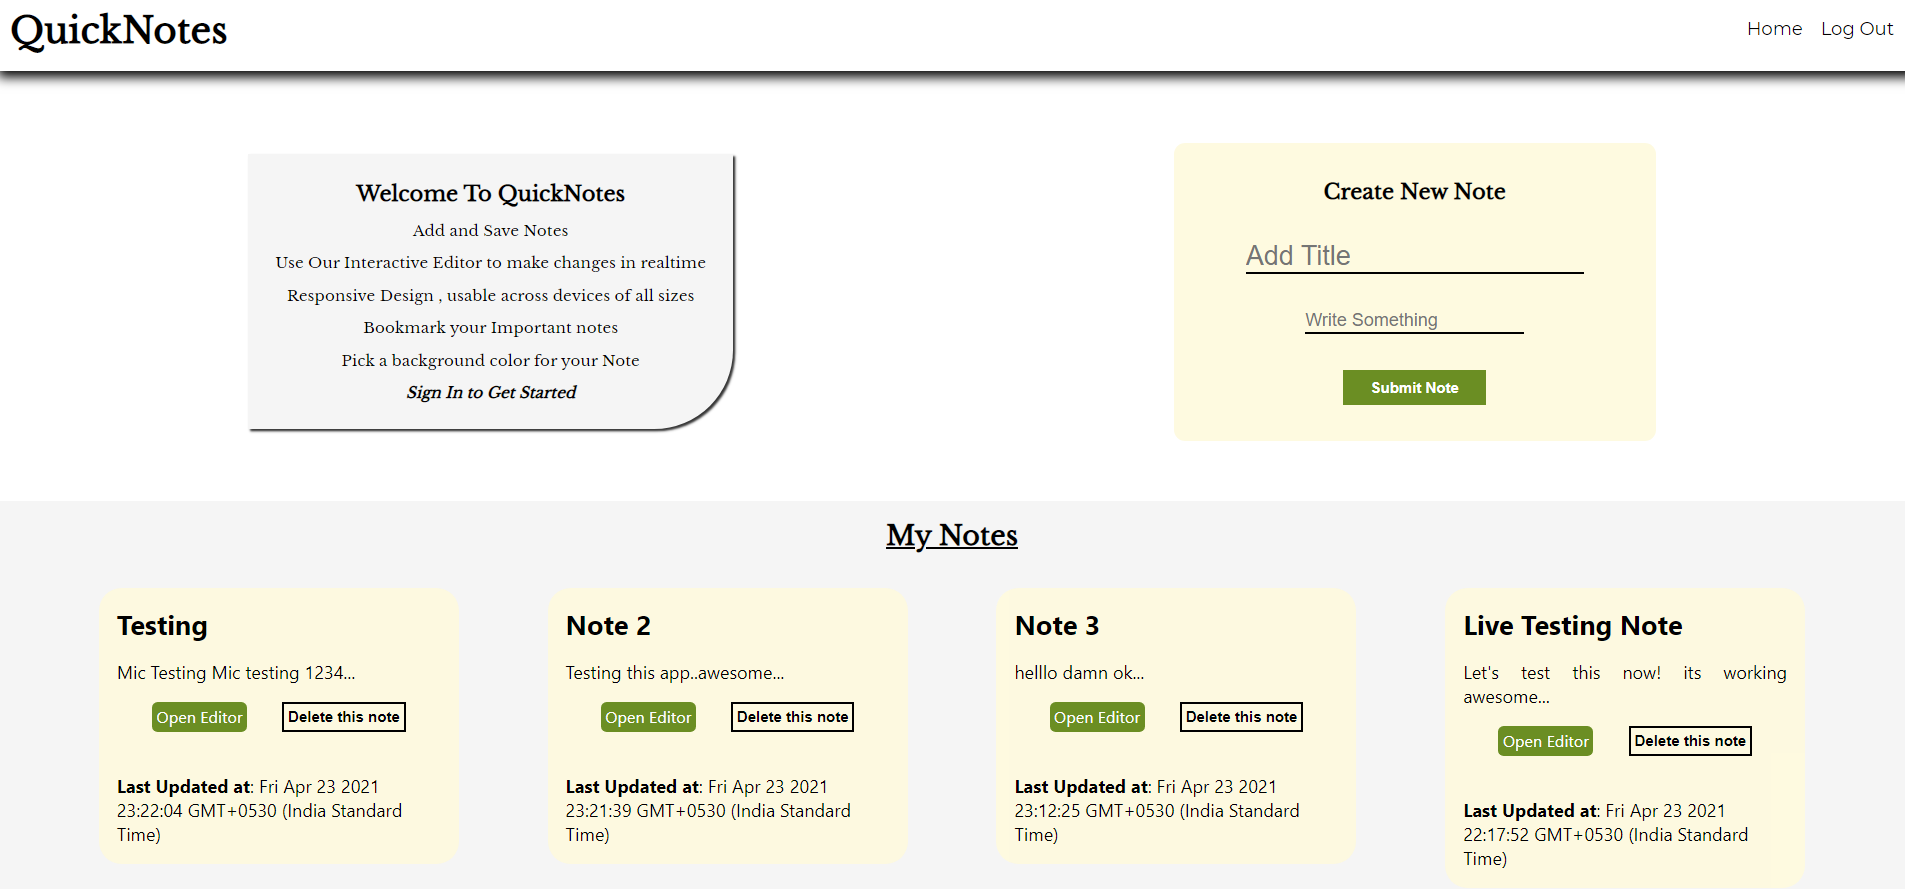 QuickNotes
Home Log Out
Welcome To QuickNotes
Add and Save Notes
Use Our Interactive Editor to make changes in realtime
Responsive Design , usable across devices of all sizes
Bookmark your Important notes
Pick a background color for your Note
Sign In to Get Started
Create New Note
Add Title
Write Something
Submit Note
My Notes
Testing
Mic Testing Mic testing 1234...
Open Editor Delete this note
Last Updated at: Fri Apr 23 2021
23:22:04 GMT+0530 (India Standard
Time)
Note 2
Testing this app..awesome...
Open Editor Delete this note
Last Updated at: Fri Apr 23 2021
23:21:39 GMT+0530 (India Standard
Time)
Note 3
helllo damn ok...
Open Editor Delete this note
Last Updated at: Fri Apr 23 2021
23:12:25 GMT+0530 (India Standard
Time)
Live Testing Note
Let's test this now! its working
awesome...
Open Editor Delete this note
Last Updated at: Fri Apr 23 2021
22:17:52 GMT+0530 (India Standard
Time)